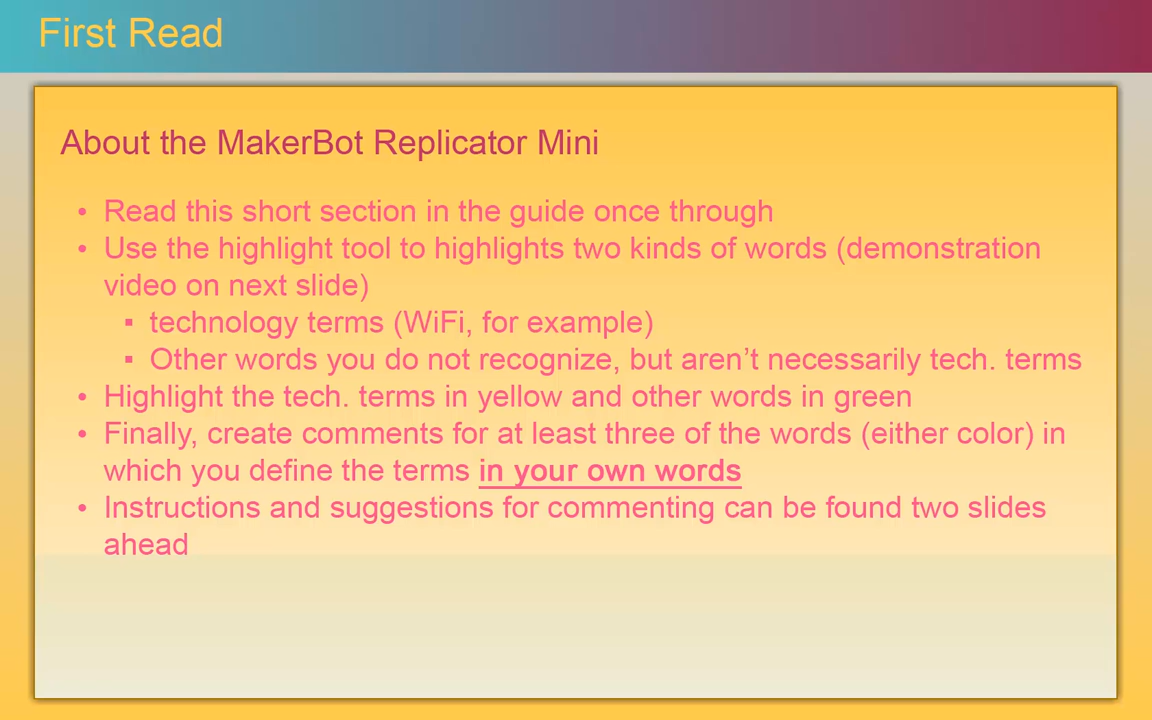 First Read
About the MakerBot Replicator Mini
• Read this short section in the guide once through
• Use the highlight tool to highlights two kinds of words (demonstration
video on next slide)
▪ technology terms (WiFi, for example)
▪ Other words you do not recognize, but aren’t necessarily tech. terms
• Highlight the tech. terms in yellow and other words in green
• Finally, create comments for at least three of the words (either color) in
which you define the terms in your own words
• Instructions and suggestions for commenting can be found two slides
ahead